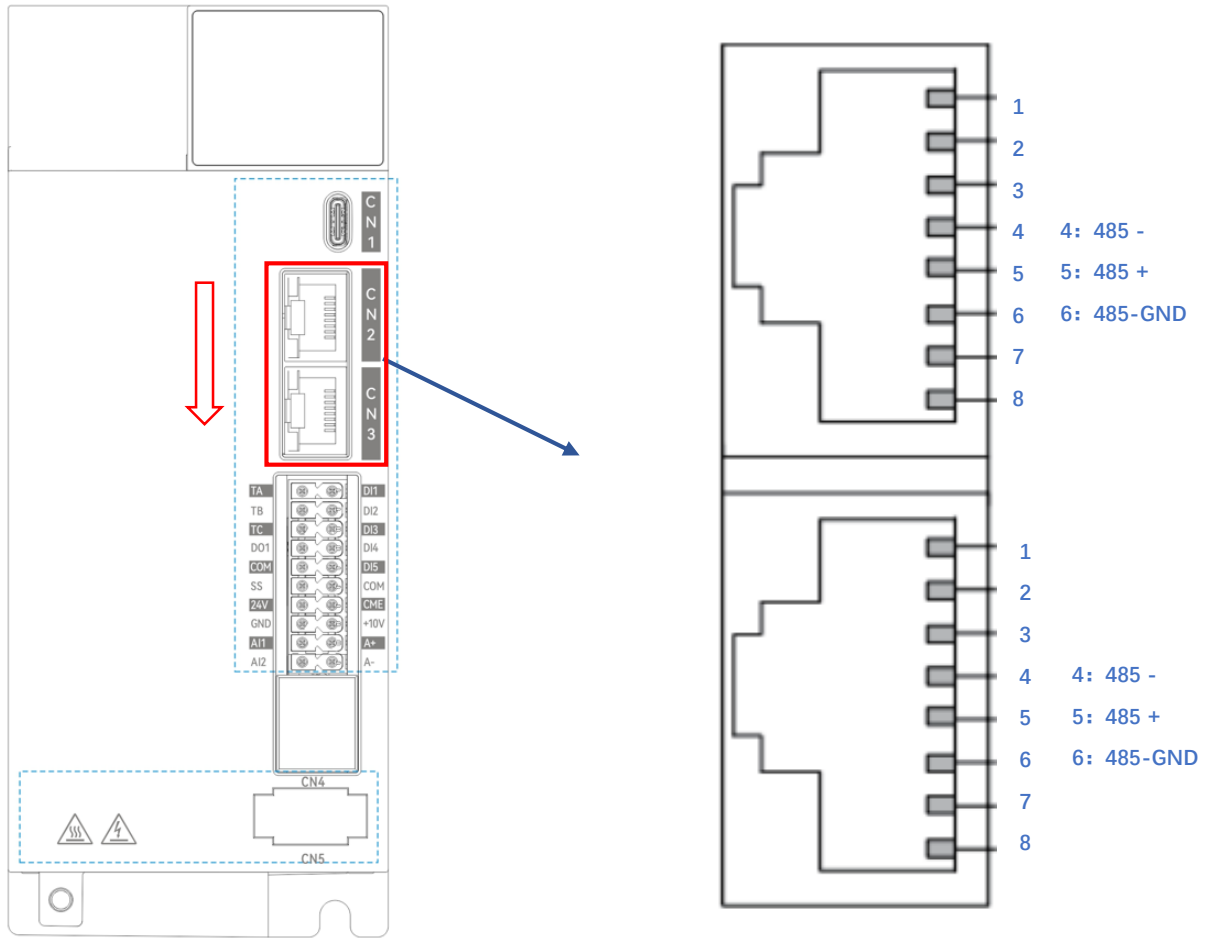 CN1
CN2
CN3
TA DI1
TB DI2
TC DI3
DO1 DI4
COM DI5
SS COM
24V CME
GND +10V
AI1 A+
AI2 A-
CN4
CN5
1
2
3
4 4: 485 -
5 5: 485 +
6 6: 485-GND
7
8
1
2
3
4 4: 485 -
5 5: 485 +
6 6: 485-GND
7
8